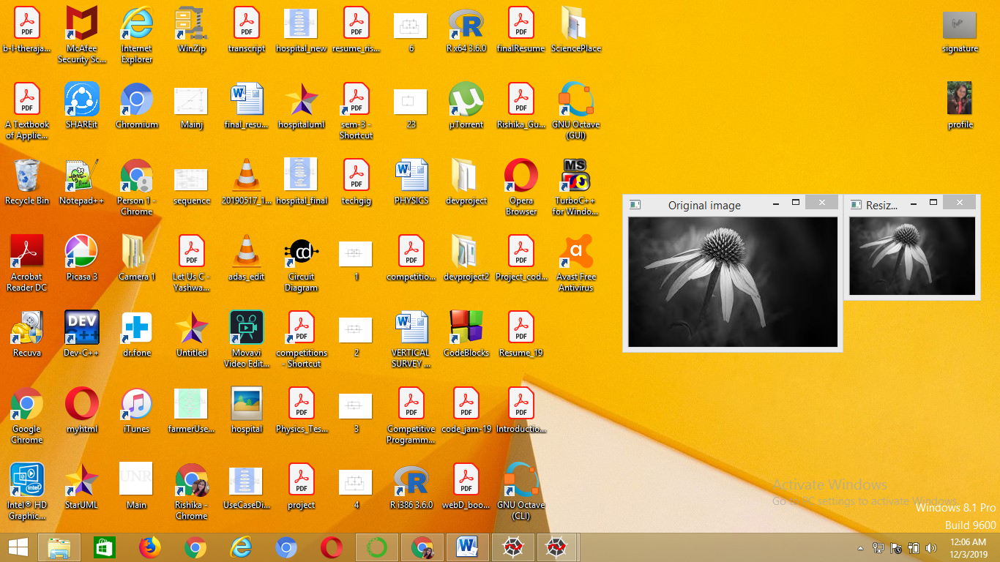 b-l-theraja...
McAfee
Security Sc...
Internet
Explorer
WinZip
transcript
hospital_new
resume_ris...
6
R x64 3.6.0
finalResume
SciencePlace
signature
A Textbook
of Applie...
SHAREit
Chromium
Mainj
final_resu...
hospitaluml
sem-3 -
Shortcut
23
µTorrent
Rishika_Gu...
GNU Octave
(GUI)
profile
Recycle Bin
Notepad++
Person 1 -
Chrome
sequence
20190517_1...
hospital_final
techgig
PHYSICS
devproject
Opera
Browser
MS
TurboC++
for Windo...
Original image
Resiz...
Acrobat
Reader DC
Picasa 3
Camera 1
Let Us C -
Yashwa...
adas_edit
Circuit
Diagram
1
competitio...
devproject2
Project_cod...
Avast Free
Antivirus
Recuva
DEV
C++
Dev-C++
dr.fone
Untitled
Movavi
Video Edit...
competitions
- Shortcut
2
VERTICAL
SURVEY ...
CodeBlocks
Resume_19
Google
Chrome
myhtml
iTunes
farmerUse...
hospital
Physics_Tes...
3
Competitive
Programm...
code_jam-19
Introductio...
Intel® HD
Graphic...
StarUML
UNR
Main
Rishika -
Chrome
UseCaseDi...
project
4
R i386 3.6.0
webD_boo...
GNU Octave
(CLI)
Activate Windows
Go to PC settings to activate Windows.
Windows 8.1 Pro
Build 9600
12:06 AM
12/3/2019